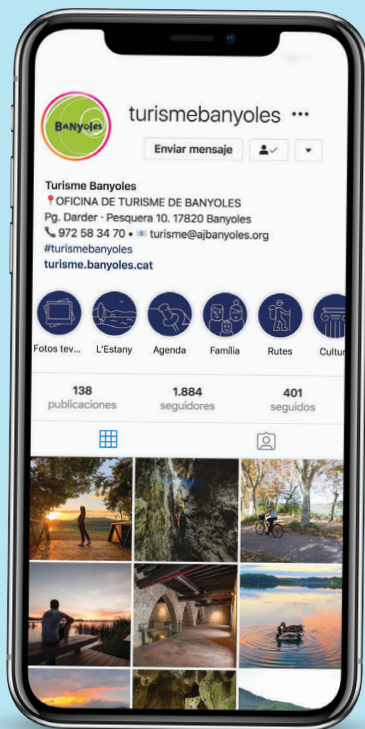 BANYOLES
turismebanyoles •••
Enviar mensaje
Turisme Banyoles
📍OFICINA DE TURISME DE BANYOLES
Pg. Darder · Pesquera 10. 17820 Banyoles
📞 972 58 34 70 • 📧 turisme@ajbanyoles.org
#turismebanyoles
turisme.banyoles.cat
Fotos tev... L'Estany Agenda Família Rutes Cultur
138 1.884 401
publicaciones seguidores seguidos